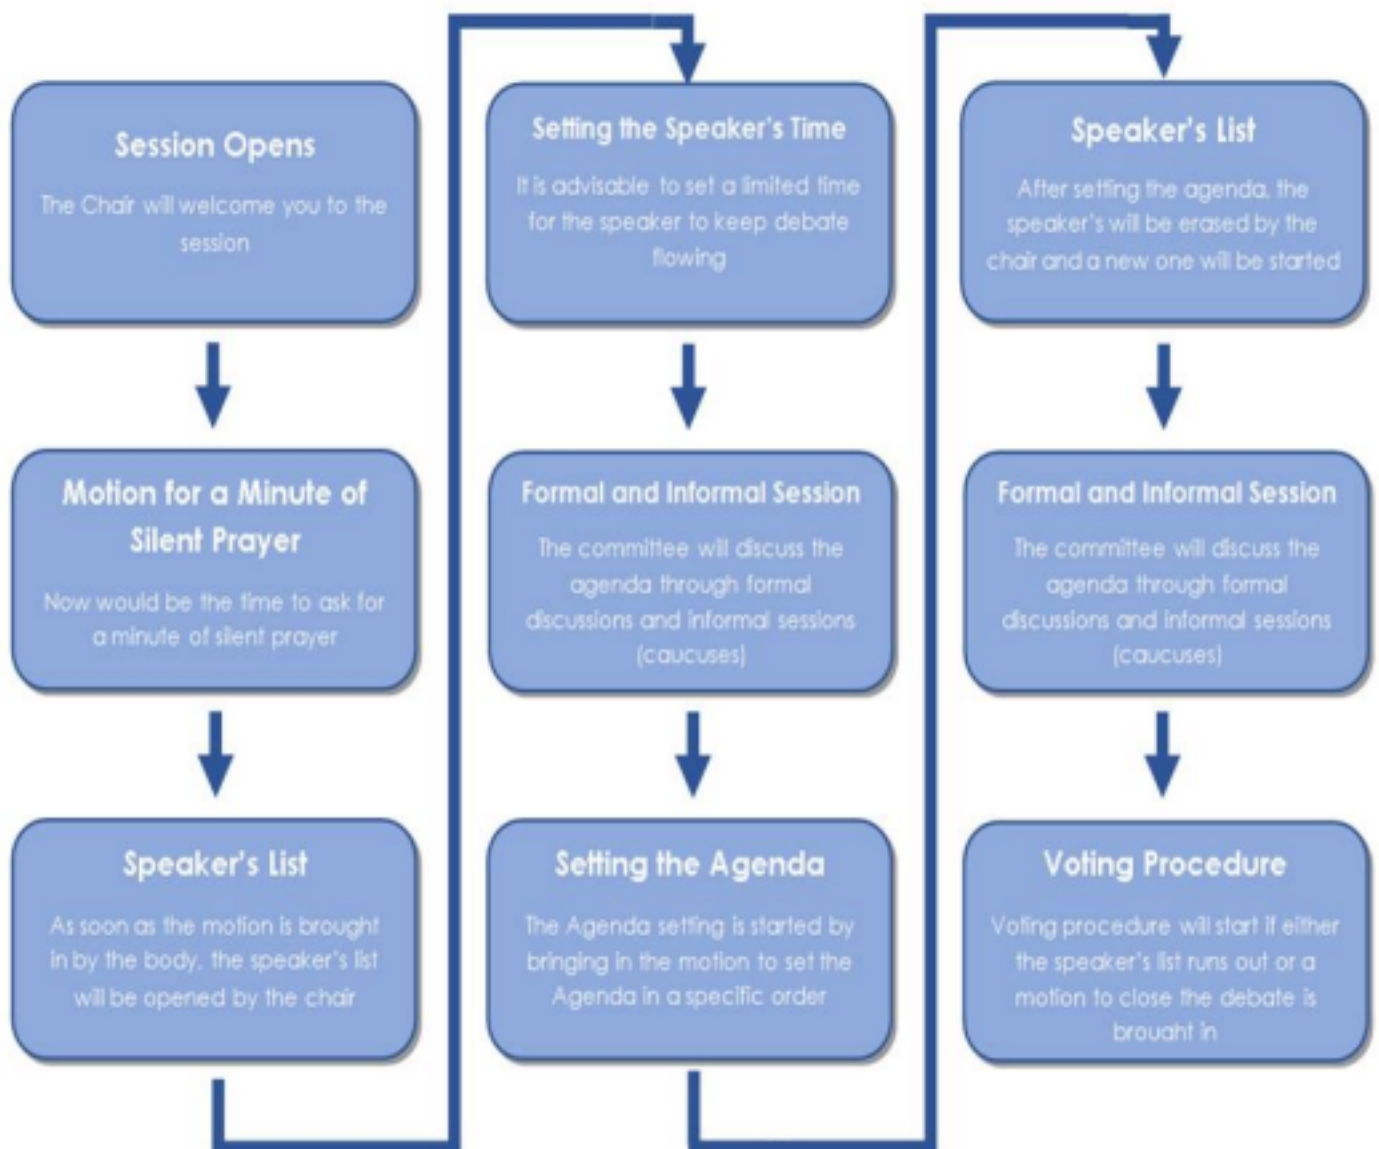 Session Opens
The Chair will welcome you to the
session
Motion for a Minute of
Silent Prayer
Now would be the time to ask for
a minute of silent prayer
Speaker's List
As soon as the motion is brought
in by the body, the speaker's list
will be opened by the chair
Setting the Speaker's Time
It is advisable to set a limited time
for the speaker to keep debate
flowing
Formal and Informal Session
The committee will discuss the
agenda through formal
discussions and informal sessions
(caucuses)
Setting the Agenda
The Agenda setting is started by
bringing in the motion to set the
Agenda in a specific order
Speaker's List
After setting the agenda, the
speaker's will be erased by the
chair and a new one will be started
Formal and Informal Session
The committee will discuss the
agenda through formal
discussions and informal sessions
(caucuses)
Voting Procedure
Voting procedure will start if either
the speaker's list runs out or a
motion to close the debate is
brought in